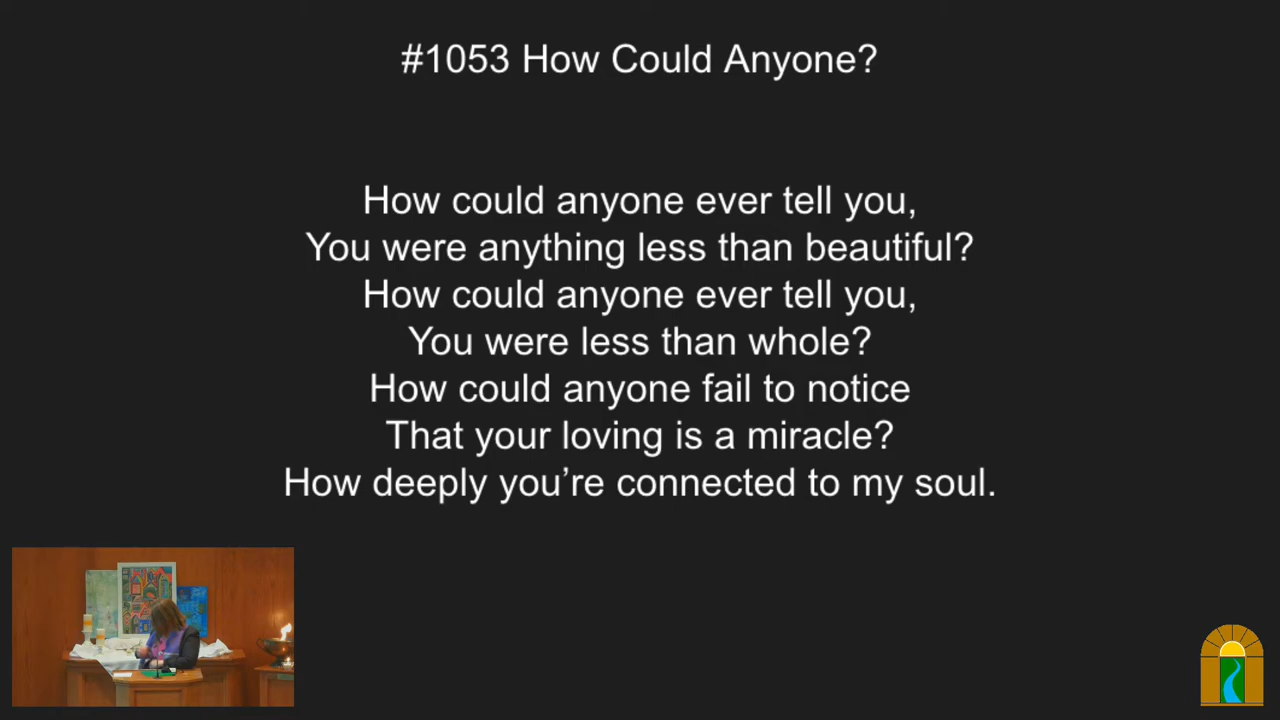 #1053 How Could Anyone?
How could anyone ever tell you,
You were anything less than beautiful?
How could anyone ever tell you,
You were less than whole?
How could anyone fail to notice
That your loving is a miracle?
How deeply you’re connected to my soul.